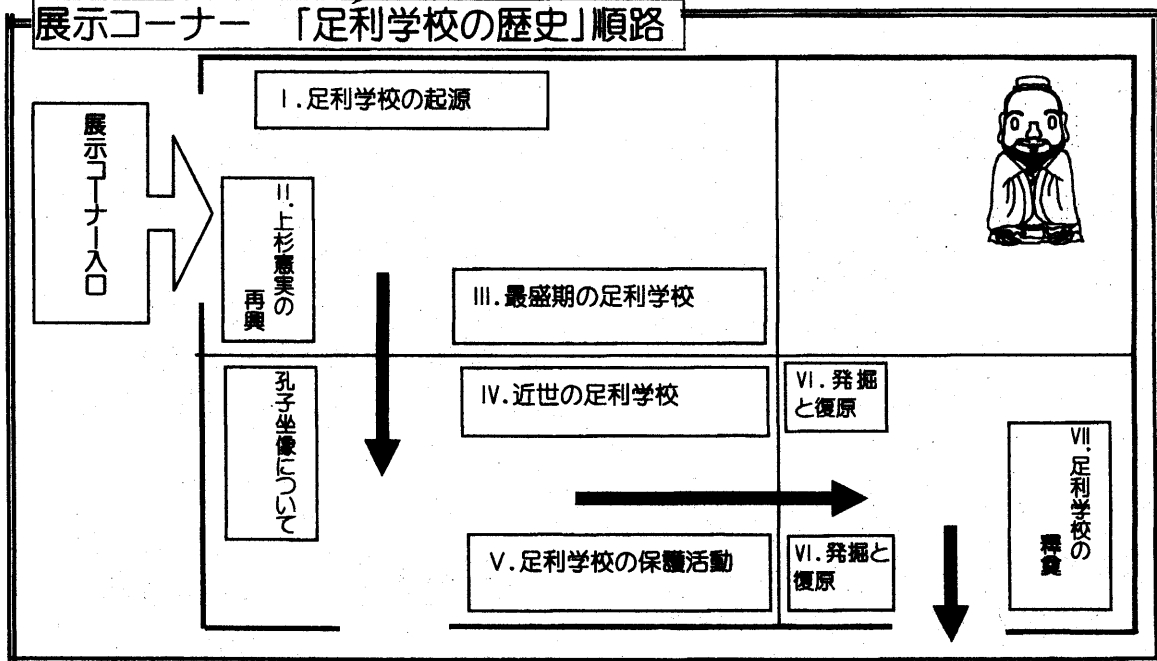 展示コーナー 「足利学校の歴史」順路
展示コーナー入口
I.足利学校の起源
II.上杉憲実の
再興
III.最盛期の足利学校
孔子坐像について
IV.近世の足利学校
VI.発掘
と復原
V.足利学校の保護活動
VI.発掘と
復原
VII.足利学校の
釋奠